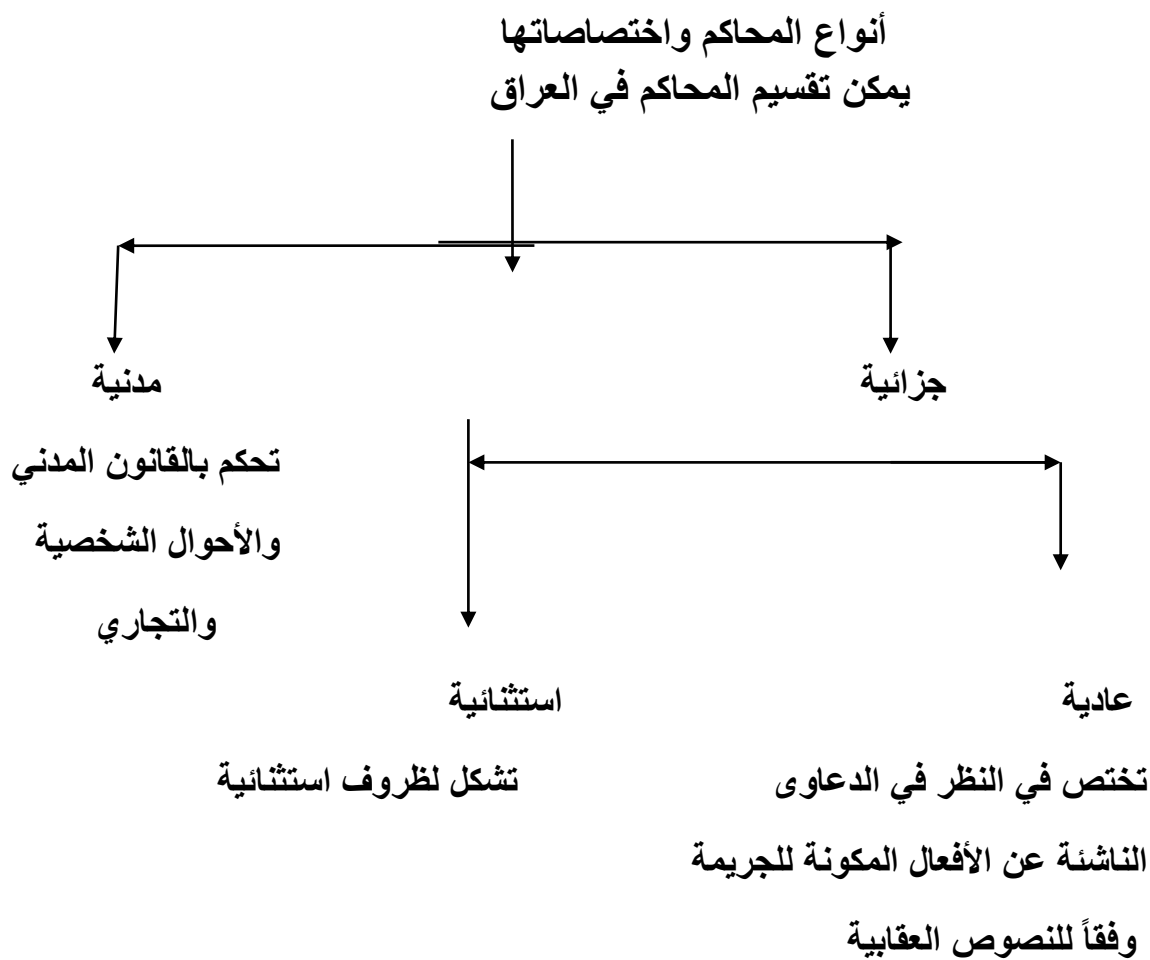 أنواع المحاكم واختصاصاتها
يمكن تقسيم المحاكم في العراق
جزائية
مدنية
تحكم بالقانون المدني
والأحوال الشخصية
والتجاري
عادية
تختص في النظر في الدعاوى
الناشئة عن الأفعال المكونة للجريمة
وفقاً للنصوص العقابية
استثنائية
تشكل لظروف استثنائية